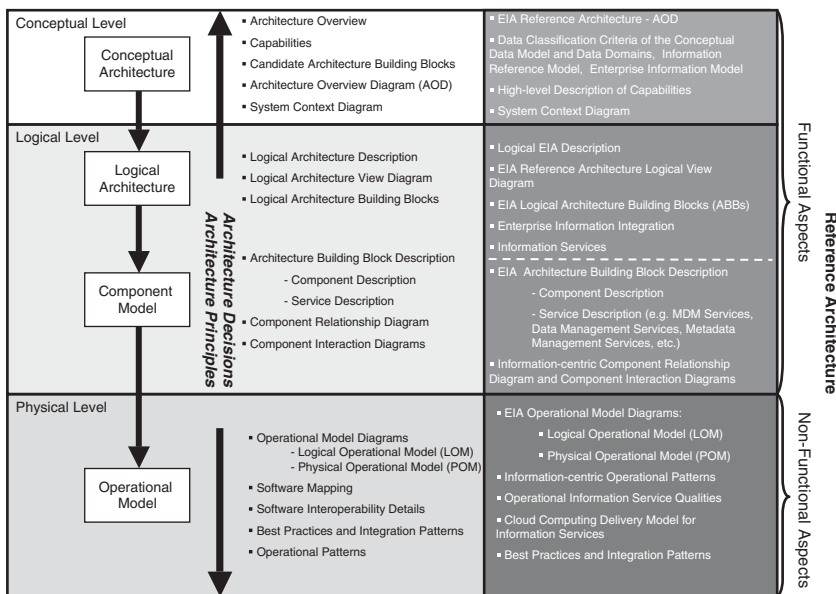 Conceptual Level
Conceptual
Architecture
▪ Architecture Overview
▪ Capabilities
▪ Candidate Architecture Building Blocks
▪ Architecture Overview Diagram (AOD)
▪ System Context Diagram
▪ EIA Reference Architecture - AOD
▪ Data Classification Criteria of the Conceptual
Data Model and Data Domains, Information
Reference Model, Enterprise Information Model
▪ High-level Description of Capabilities
▪ System Context Diagram
Logical Level
Logical
Architecture
▪ Logical Architecture Description
▪ Logical Architecture View Diagram
▪ Logical Architecture Building Blocks
▪ Logical EIA Description
▪ EIA Reference Architecture Logical View
Diagram
▪ EIA Logical Architecture Building Blocks (ABBs)
▪ Enterprise Information Integration
▪ Information Services
Component
Model
▪ Architecture Building Block Description
- Component Description
- Service Description
▪ Component Relationship Diagram
▪ Component Interaction Diagrams
▪ EIA Architecture Building Block Description
- Component Description
- Service Description (e.g. MDM Services,
Data Management Services, Metadata
Management Services, etc.)
▪ Information-centric Component Relationship
Diagram and Component Interaction Diagrams
Architecture Decisions
Architecture Principles
Physical Level
Operational
Model
▪ Operational Model Diagrams
- Logical Operational Model (LOM)
- Physical Operational Model (POM)
▪ Software Mapping
▪ Software Interoperability Details
▪ Best Practices and Integration Patterns
▪ Operational Patterns
▪ EIA Operational Model Diagrams:
▪ Logical Operational Model (LOM)
▪ Physical Operational Model (POM)
▪ Information-centric Operational Patterns
▪ Operational Information Service Qualities
▪ Cloud Computing Delivery Model for
Information Services
▪ Best Practices and Integration Patterns
Functional Aspects
Non-Functional Aspects
Reference Architecture